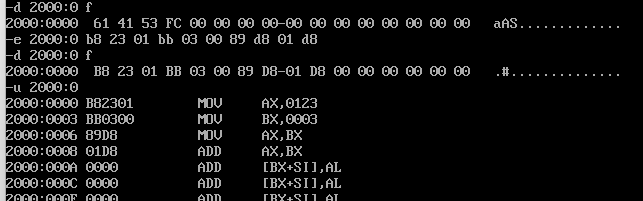 -d 2000:0 f
2000:0000  61 41 53 FC 00 00 00 00-00 00 00 00 00 00 00 00   aAS.............
-e 2000:0 b8 23 01 bb 03 00 89 d8 01 d8
-d 2000:0 f
2000:0000  B8 23 01 BB 03 00 89 D8-01 D8 00 00 00 00 00 00   .#..............
-u 2000:0
2000:0000 B82301        MOV     AX,0123
2000:0003 BB0300        MOV     BX,0003
2000:0006 89D8          MOV     AX,BX
2000:0008 01D8          ADD     AX,BX
2000:000A 0000          ADD     [BX+SI],AL
2000:000C 0000          ADD     [BX+SI],AL
2000:000E 0000          ADD     [BX+SI],AL